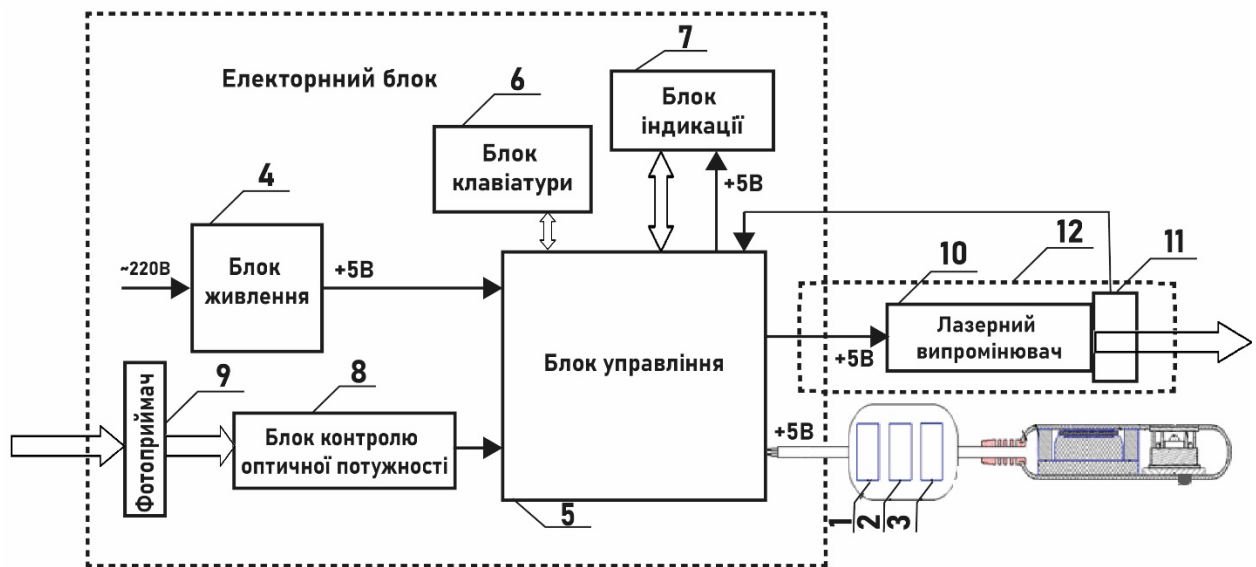 Електорнний блок
7
Блок
індикації
6
Блок
клавіатури
+5В
4
Блок
живлення
~220В
+5В
Блок управління
5
10
12
11
Лазерний
випромінювач
+5В
9
Фотоприймач
8
Блок контролю
оптичної потужності
+5В
1
2
3